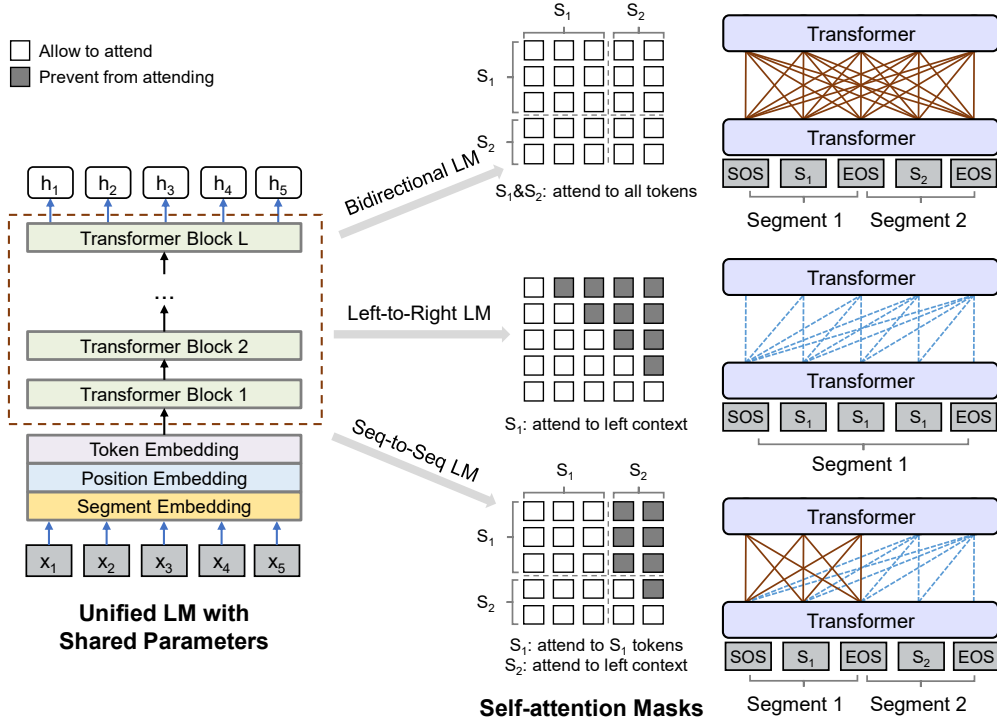 Allow to attend
Prevent from attending
h1 h2 h3 h4 h5
Transformer Block L
...
Transformer Block 2
Transformer Block 1
Token Embedding
Position Embedding
Segment Embedding
x1 x2 x3 x4 x5
Unified LM with
Shared Parameters
Bidirectional LM
Left-to-Right LM
Seq-to-Seq LM
S1 S2
S1
S2
S1&S2: attend to all tokens
S1: attend to left context
S1 S2
S1
S2
S1: attend to S1 tokens
S2: attend to left context
Self-attention Masks
Transformer
Transformer
SOS S1 EOS S2 EOS
Segment 1 Segment 2
Transformer
Transformer
SOS S1 S1 S1 EOS
Segment 1
Transformer
Transformer
SOS S1 EOS S2 EOS
Segment 1 Segment 2